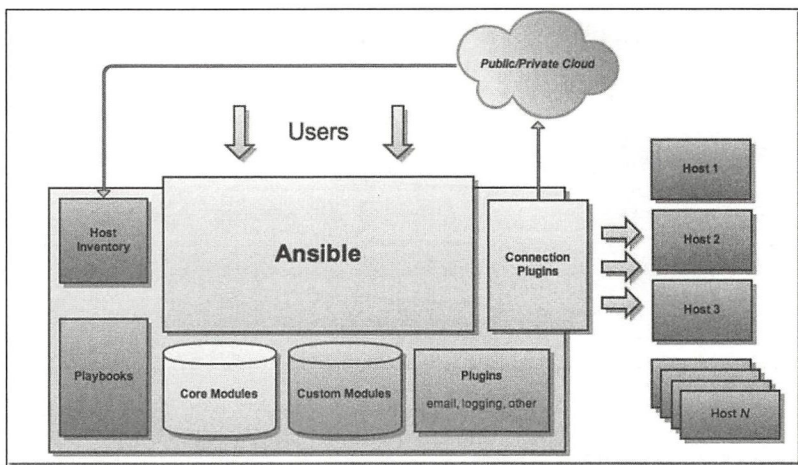 Public/Private Cloud
Users
Host
Inventory
Ansible
Connection
Plugins
Host 1
Host 2
Host 3
Host N
Playbooks
Core Modules
Custom Modules
Plugins
email, logging, other